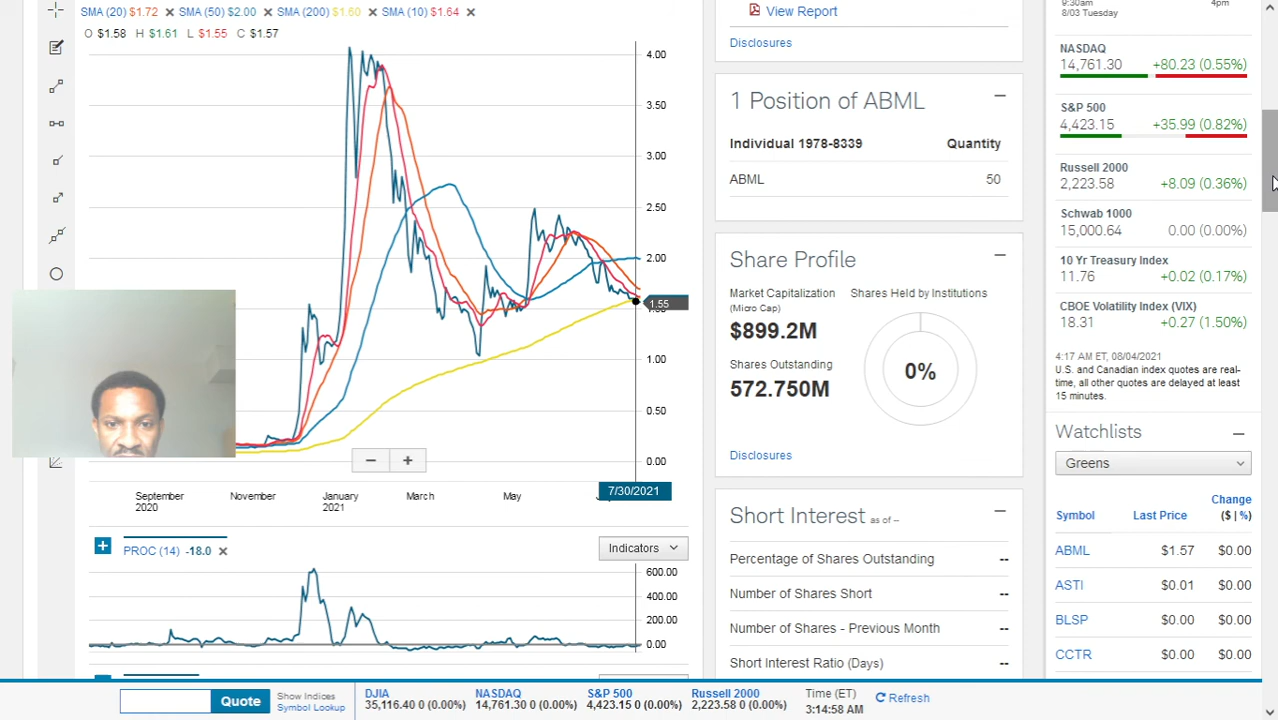 SMA (20) $1.72 SMA (50) $2.00 SMA (200) $1.60 SMA (10) $1.64
O $1.58 H $1.61 L $1.55 C $1.57
4.00
3.50
3.00
2.50
2.00
1.55
1.00
0.50
0.00
September
2020
November
January
2021
March
May
7/30/2021
PROC (14) -18.0
Indicators
600.00
400.00
200.00
0.00
View Report
Disclosures
1 Position of ABML
Individual 1978-8339 Quantity
ABML 50
Share Profile
Market Capitalization
(Micro Cap)
$899.2M
Shares Outstanding
572.750M
Shares Held by Institutions
0%
Disclosures
Short Interest as of --
Percentage of Shares Outstanding --
Number of Shares Short --
Number of Shares - Previous Month --
Short Interest Ratio (Days) --
9:30am 4pm
8/03 Tuesday
NASDAQ
14,761.30 +80.23 (0.55%)
S&P 500
4,423.15 +35.99 (0.82%)
Russell 2000
2,223.58 +8.09 (0.36%)
Schwab 1000
15,000.64 0.00 (0.00%)
10 Yr Treasury Index
11.76 +0.02 (0.17%)
CBOE Volatility Index (VIX)
18.31 +0.27 (1.50%)
4:17 AM ET, 08/04/2021
U.S. and Canadian index quotes are real-
time, all other quotes are delayed at least
15 minutes.
Watchlists
Greens
Symbol Last Price Change
($ | %)
ABML $1.57 $0.00
ASTI $0.01 $0.00
BLSP $0.00 $0.00
CCTR $0.00 $0.00
Quote
Show Indices
Symbol Lookup
DJIA
35,116.40 0 (0.00%)
NASDAQ
14,761.30 0 (0.00%)
S&P 500
4,423.15 0 (0.00%)
Russell 2000
2,223.58 0 (0.00%)
Time (ET)
3:14:58 AM
Refresh